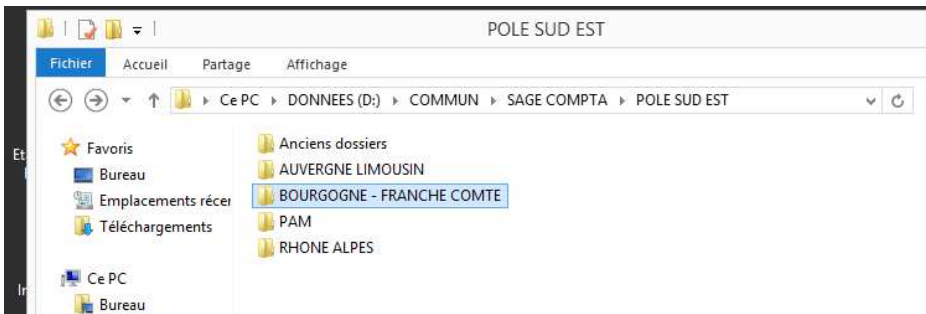 POLE SUD EST
Fichier Accueil Partage Affichage
Ce PC DONNEES (D:) COMMUN SAGE COMPTA POLE SUD EST
Favoris
Bureau
Emplacements récer
Téléchargements
Ce PC
Bureau
Anciens dossiers
AUVERGNE LIMOUSIN
BOURGOGNE - FRANCHE COMTE
PAM
RHONE ALPES
Et